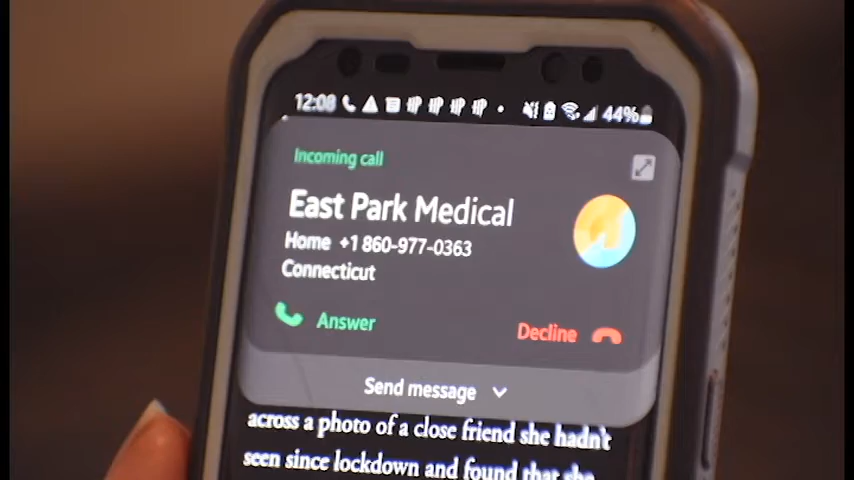 12:08 44%
Incoming call
East Park Medical
Home +1 860-977-0363
Connecticut
Answer Decline
Send message
across a photo of a close friend she hadn't
seen since lockdown and found that she